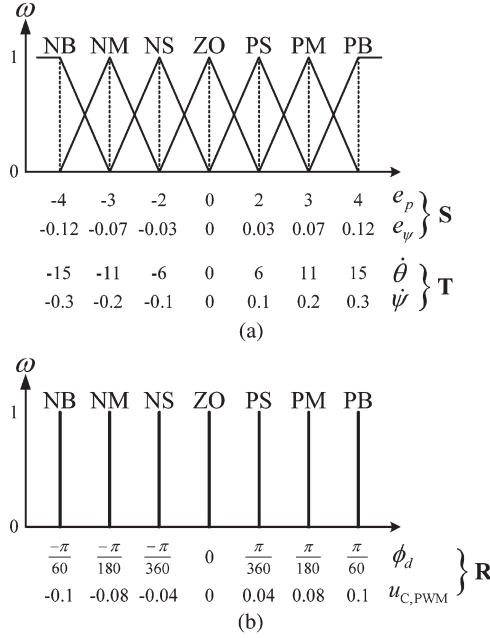 ω
NB NM NS ZO PS PM PB
1
0
-4 -3 -2 0 2 3 4 e_p
-0.12 -0.07 -0.03 0 0.03 0.07 0.12 e_ψ
} S
-15 -11 -6 0 6 11 15 θ̇
-0.3 -0.2 -0.1 0 0.1 0.2 0.3 ψ̇
} T
(a)
ω
NB NM NS ZO PS PM PB
1
0
-π/60 -π/180 -π/360 0 π/360 π/180 π/60 ϕ_d
-0.1 -0.08 -0.04 0 0.04 0.08 0.1 u_C,PWM
} R
(b)